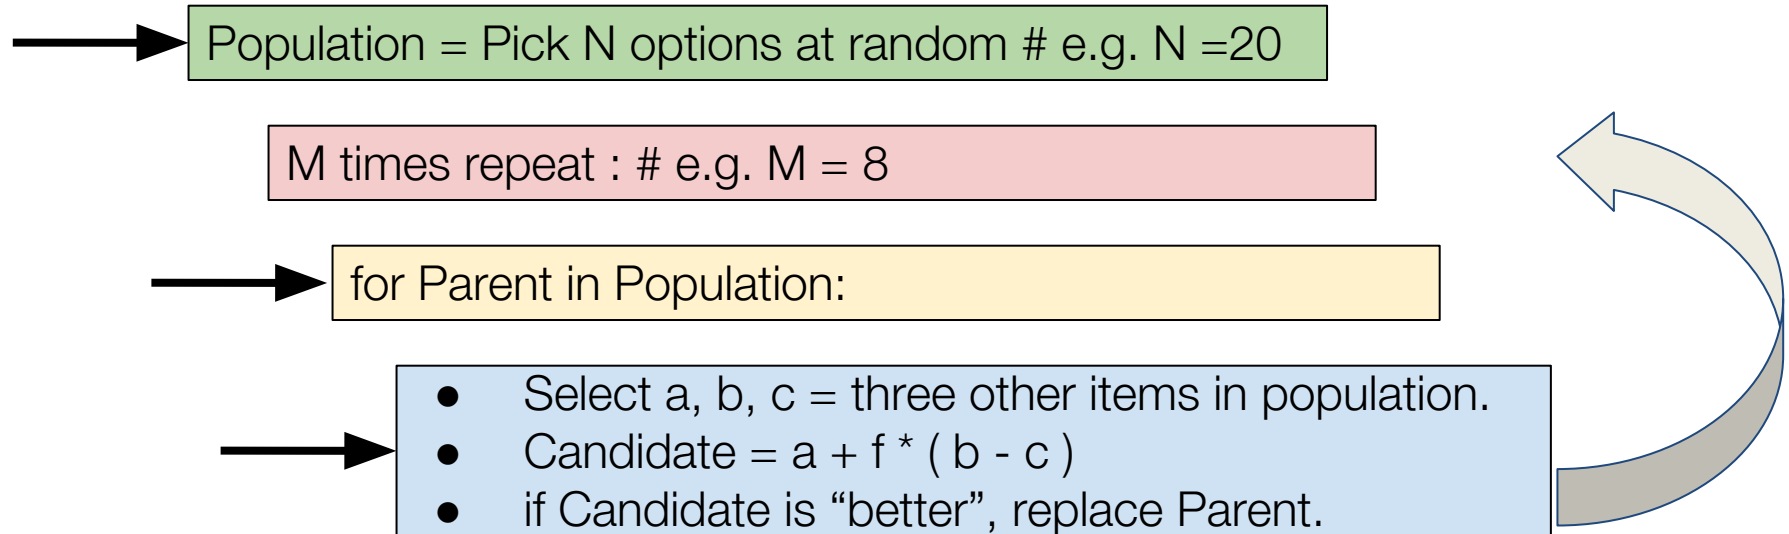 Population = Pick N options at random # e.g. N =20
M times repeat : # e.g. M = 8
for Parent in Population:
● Select a, b, c = three other items in population.
● Candidate = a + f * ( b - c )
● if Candidate is “better”, replace Parent.